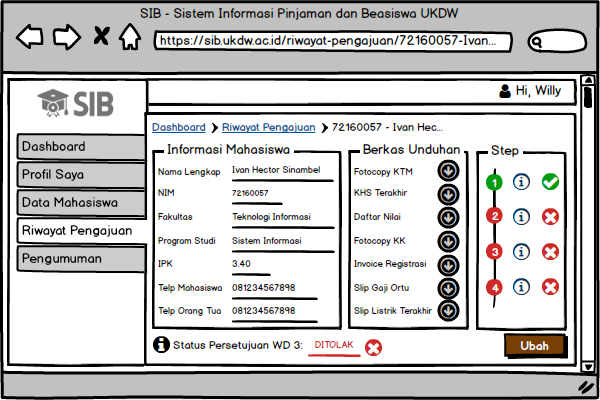 SIB - Sistem Informasi Pinjaman dan Beasiswa UKDW
https://sib.ukdw.ac.id/riwayat-pengajuan/72160057-Ivan...
Hi, Willy
SIB
Dashboard
Profil Saya
Data Mahasiswa
Riwayat Pengajuan
Pengumuman
Dashboard Riwayat Pengajuan 72160057 - Ivan Hec...
Informasi Mahasiswa
Nama Lengkap Ivan Hector Sinambel
NIM 72160057
Fakultas Teknologi Informasi
Program Studi Sistem Informasi
IPK 3.40
Telp Mahasiswa 081234567898
Telp Orang Tua 081234567898
Berkas Unduhan
Fotocopy KTM
KHS Terakhir
Daftar Nilai
Fotocopy KK
Invoice Registrasi
Slip Gaji Ortu
Slip Listrik Terakhir
Step
1
2
3
4
Status Persetujuan WD 3: DITOLAK
Ubah